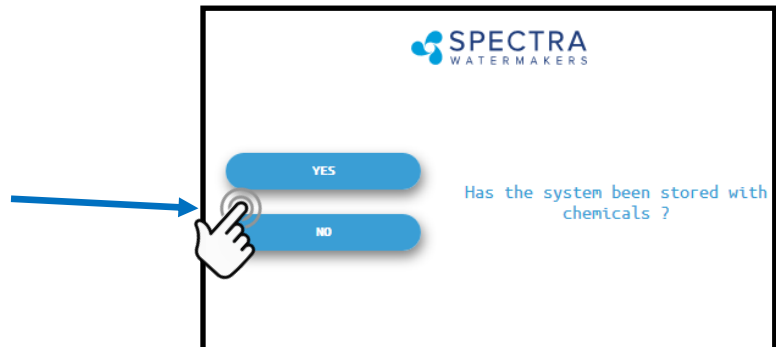 SPECTRA
WATERMAKERS
YES
NO
Has the system been stored with
chemicals ?